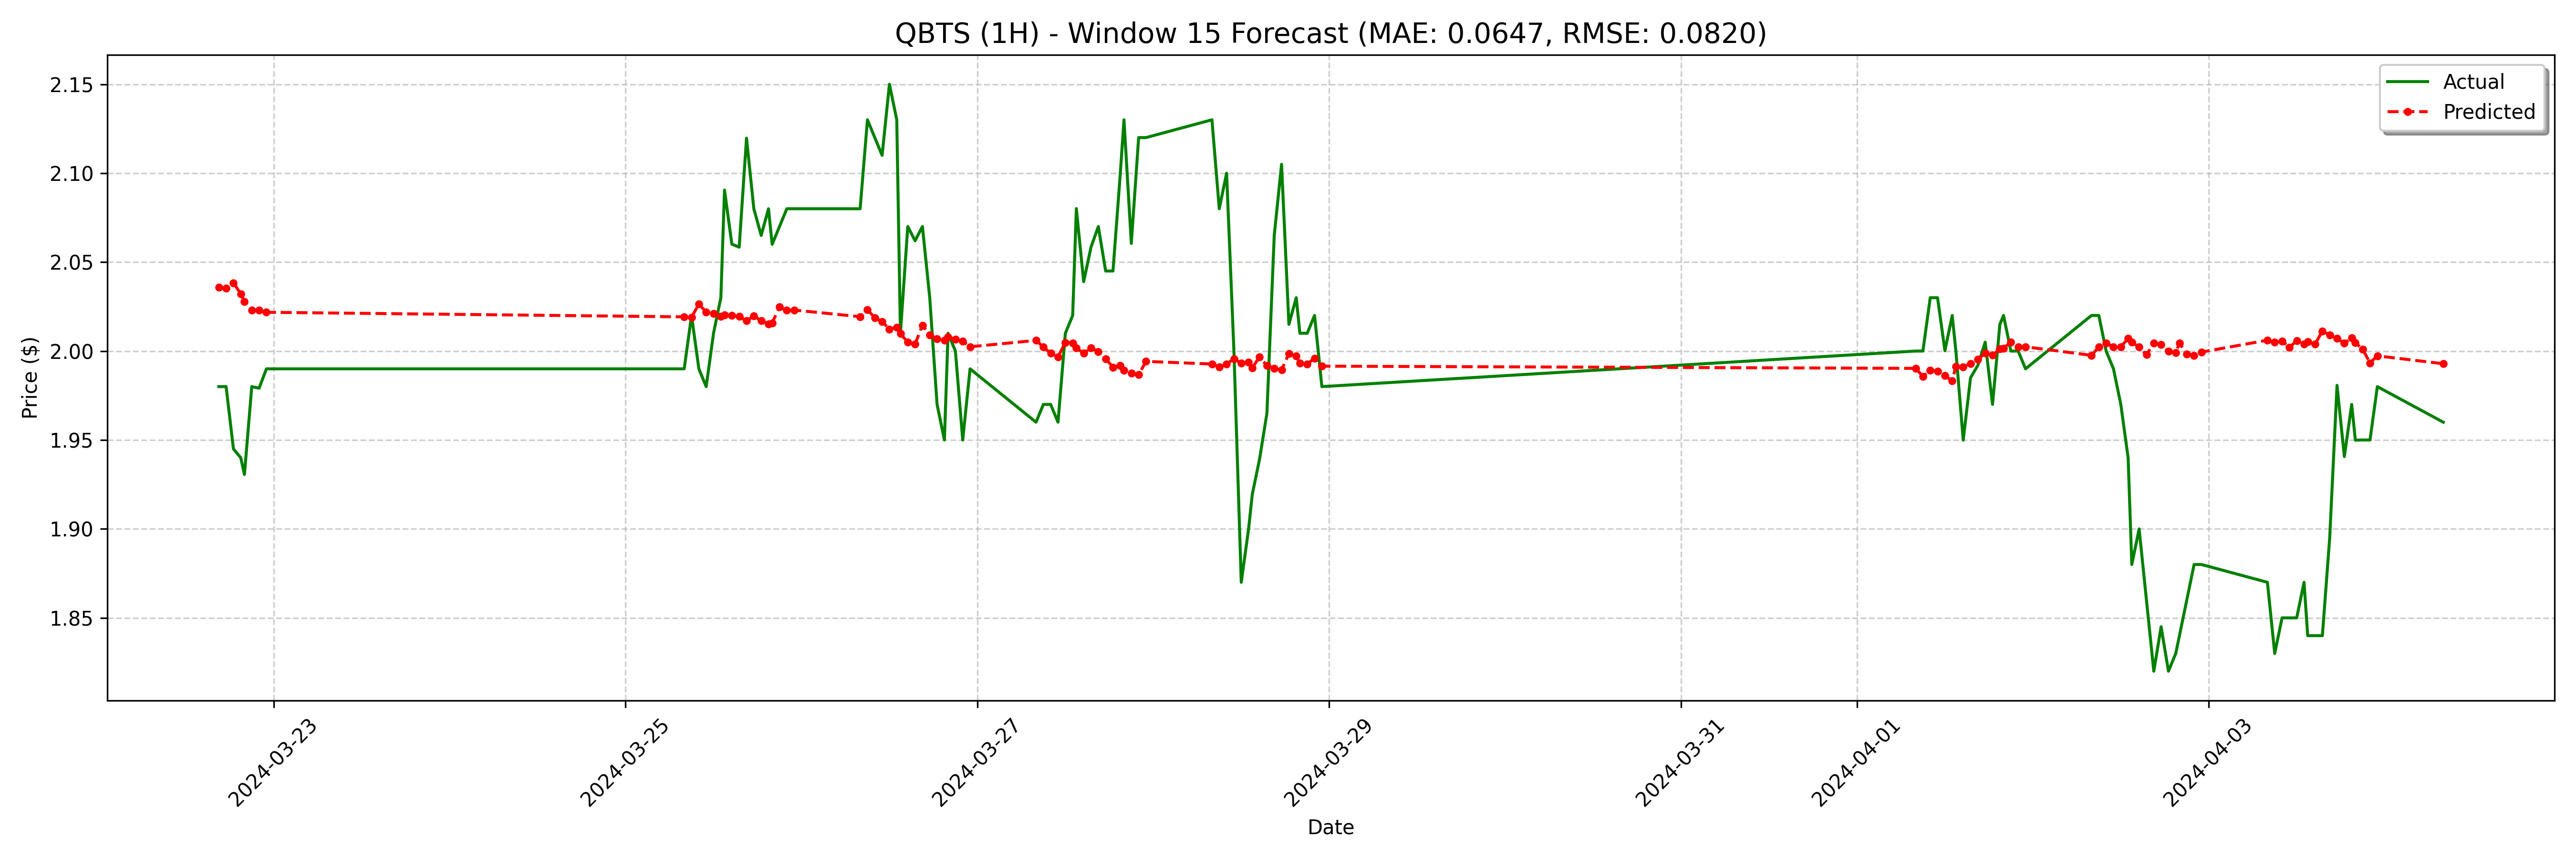 QBTS (1H) - Window 15 Forecast (MAE: 0.0647, RMSE: 0.0820)
Actual
Predicted
Price ($)
2.15
2.10
2.05
2.00
1.95
1.90
1.85
2024-03-23
2024-03-25
2024-03-27
2024-03-29
2024-03-31
2024-04-01
2024-04-03
Date